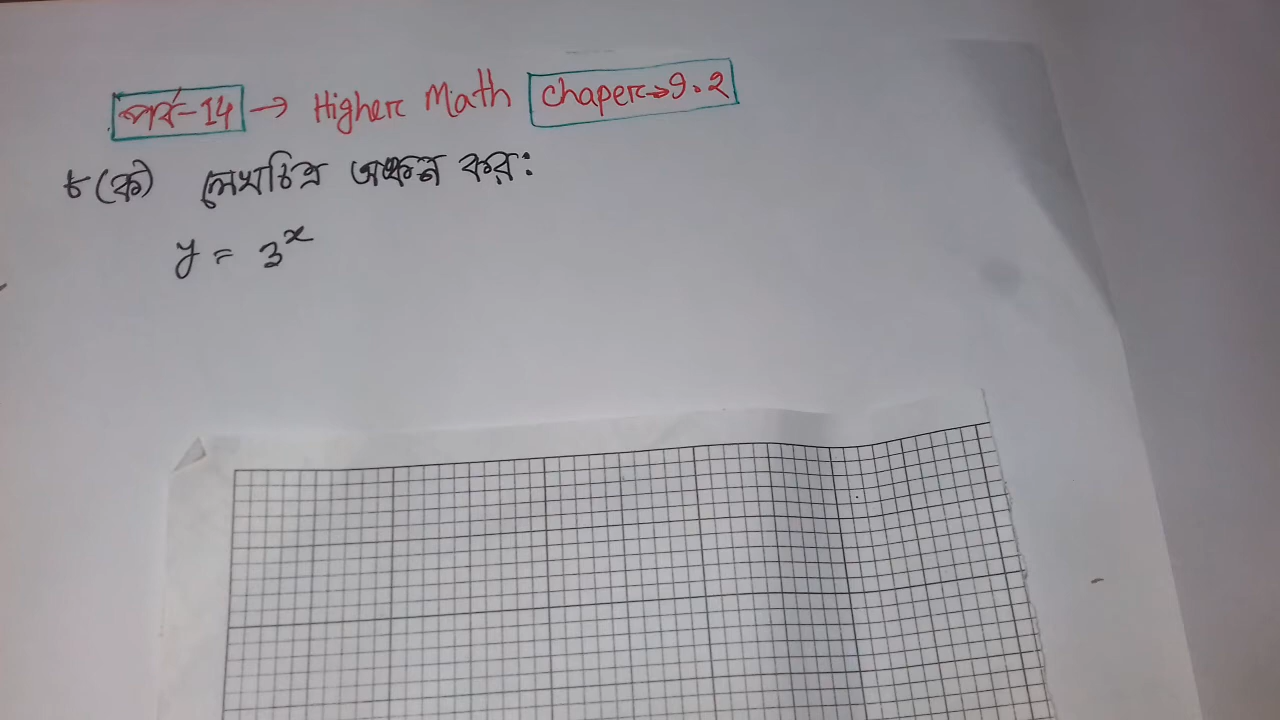 পর্ব-14 → Higher Math Chaper→9.2
৮(ক) লেখচিত্র অঙ্কন কর:
y = 3^x